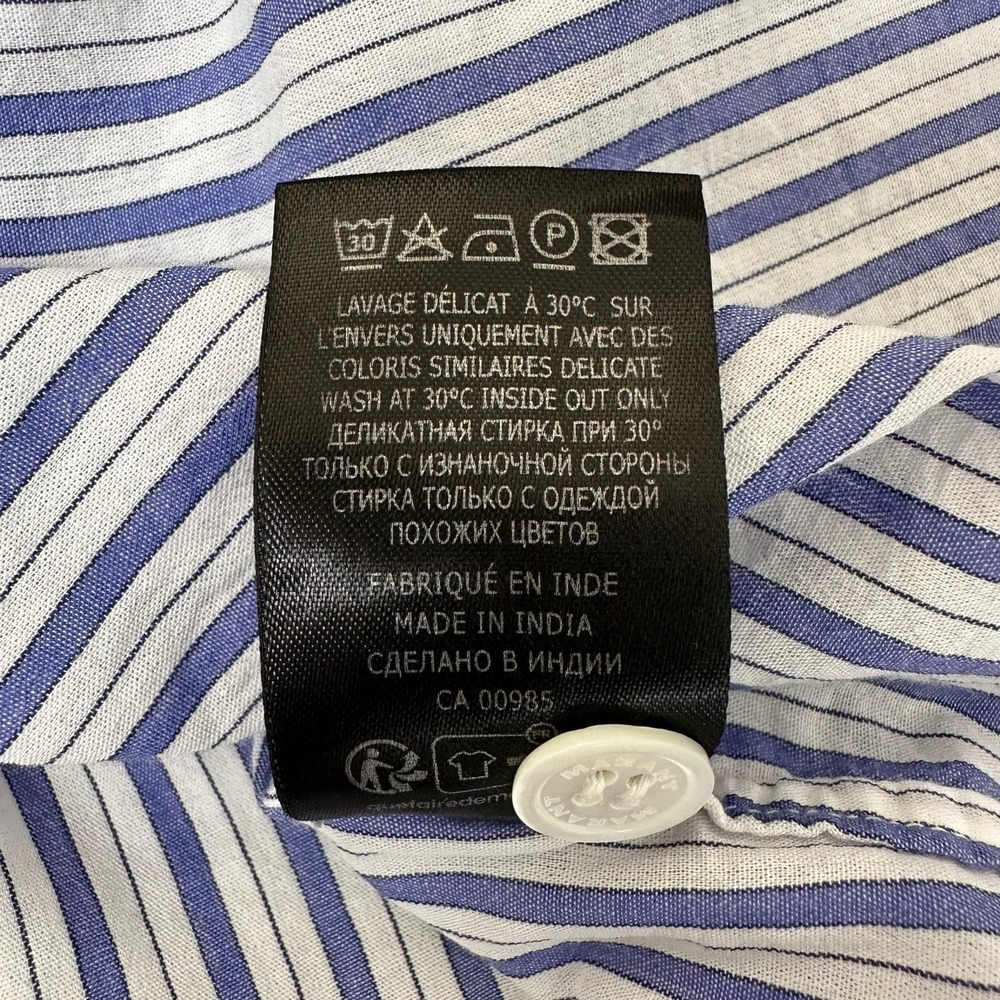 30 P
LAVAGE DÉLICAT À 30°C SUR
L'ENVERS UNIQUEMENT AVEC DES
COLORIS SIMILAIRES DELICATE
WASH AT 30°C INSIDE OUT ONLY
ДЕЛИКАТНАЯ СТИРКА ПРИ 30°
ТОЛЬКО С ИЗНАНОЧНОЙ СТОРОНЫ
СТИРКА ТОЛЬКО С ОДЕЖДОЙ
ПОХОЖИХ ЦВЕТОВ
FABRIQUÉ EN INDE
MADE IN INDIA
СДЕЛАНО В ИНДИИ
CA 00985
FR
MARANT
MARANT